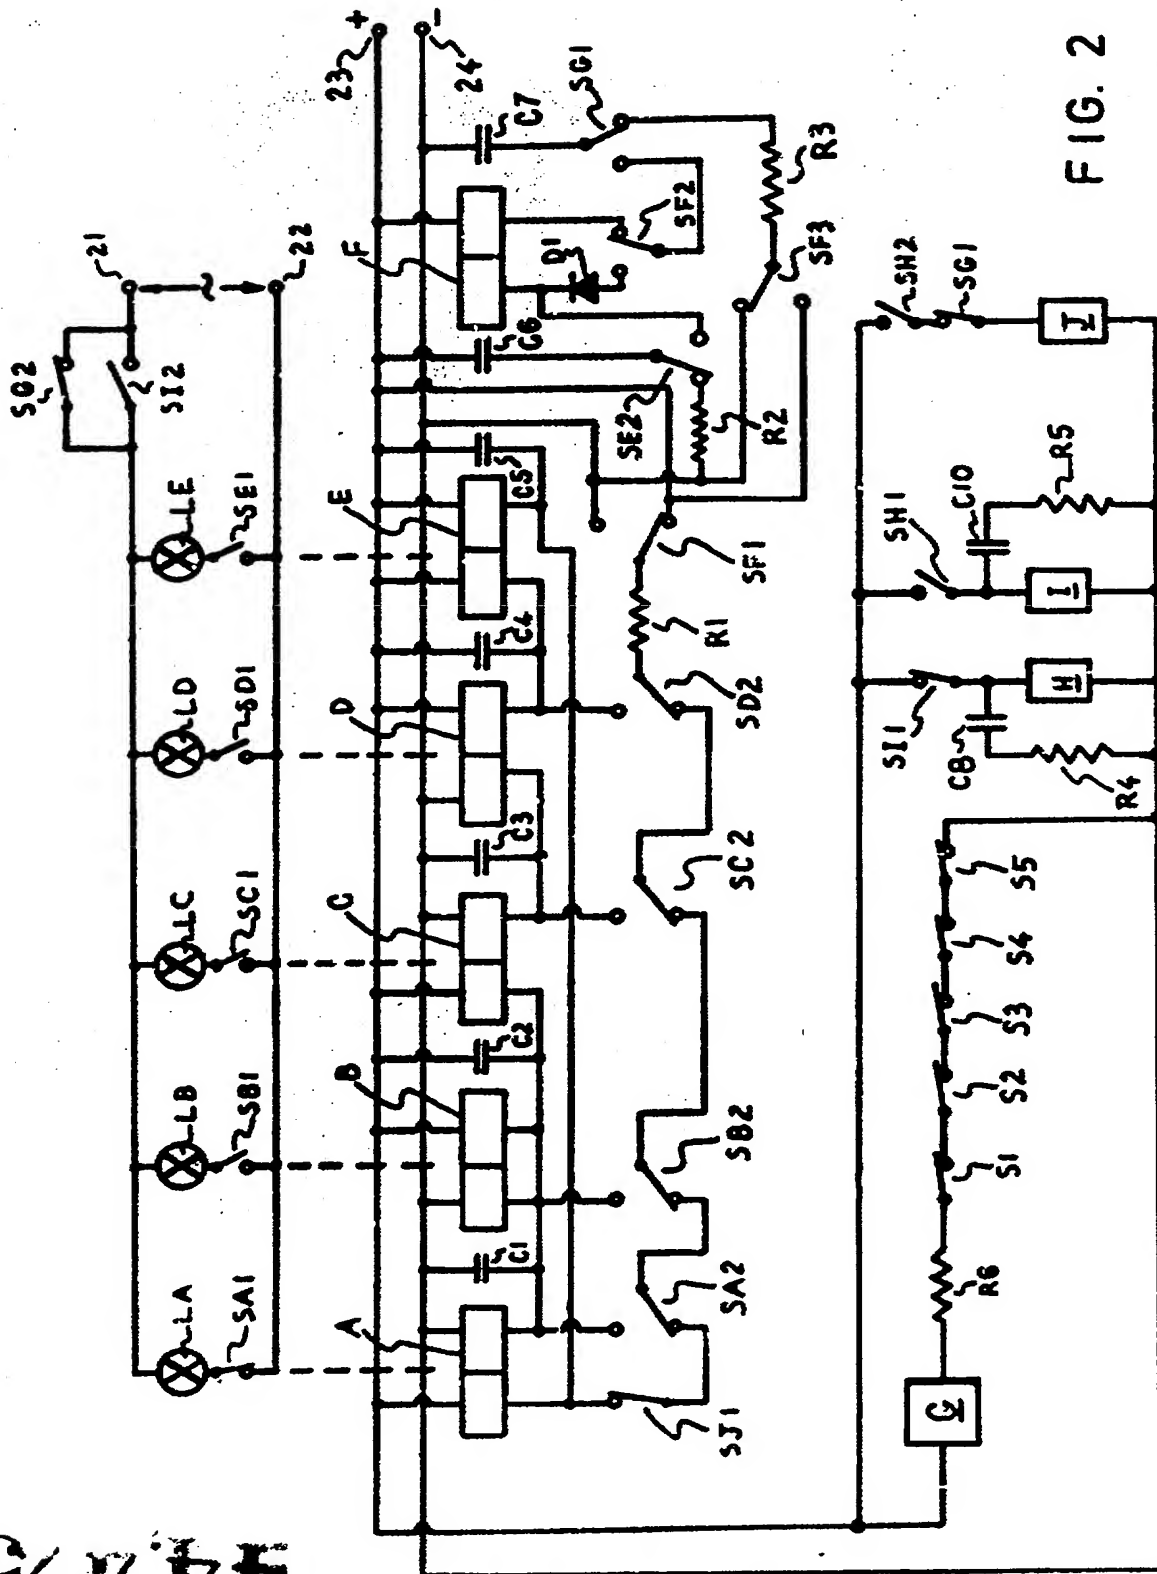 SG2
SI2
21
LA
LB
LC
LD
LE
SA1
SB1
SC1
SD1
SE1
22
A
B
C
D
E
F
23
+
-
24
C1
C2
C3
C4
C5
C6
C7
SG1
D1
SF2
SE2
R2
R3
SF3
SJ1
SA2
SB2
SC2
SD2
R1
SF1
SI1
SH1
SH2
SG1
C8
C10
R4
R5
G
H
I
J
R6
S1
S2
S3
S4
S5
FIG. 2